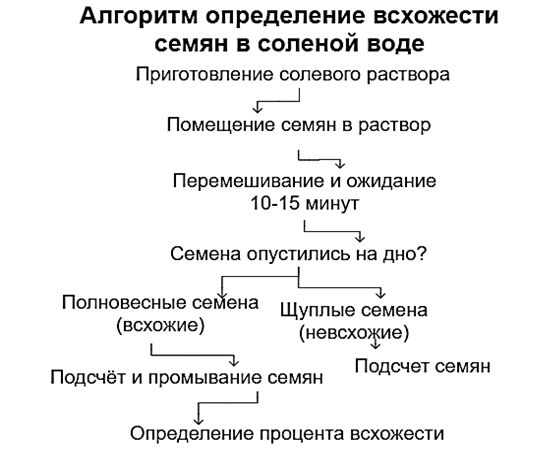 Алгоритм определение всхожести
семян в соленой воде
Приготовление солевого раствора
Помещение семян в раствор
Перемешивание и ожидание
10-15 минут
Семена опустились на дно?
Полновесные семена
(всхожие)
Щуплые семена
(невсхожие)
Подсчет семян
Подсчёт и промывание семян
Определение процента всхожести